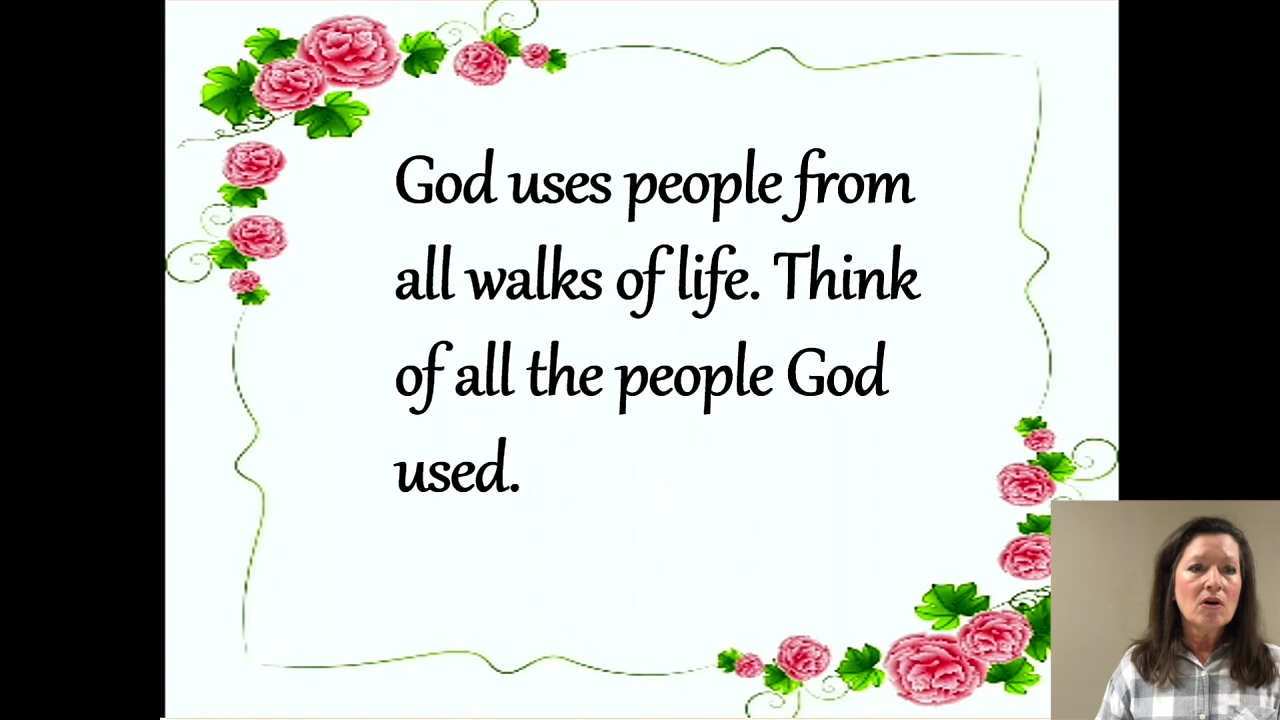 God uses people from
all walks of life. Think
of all the people God
used.